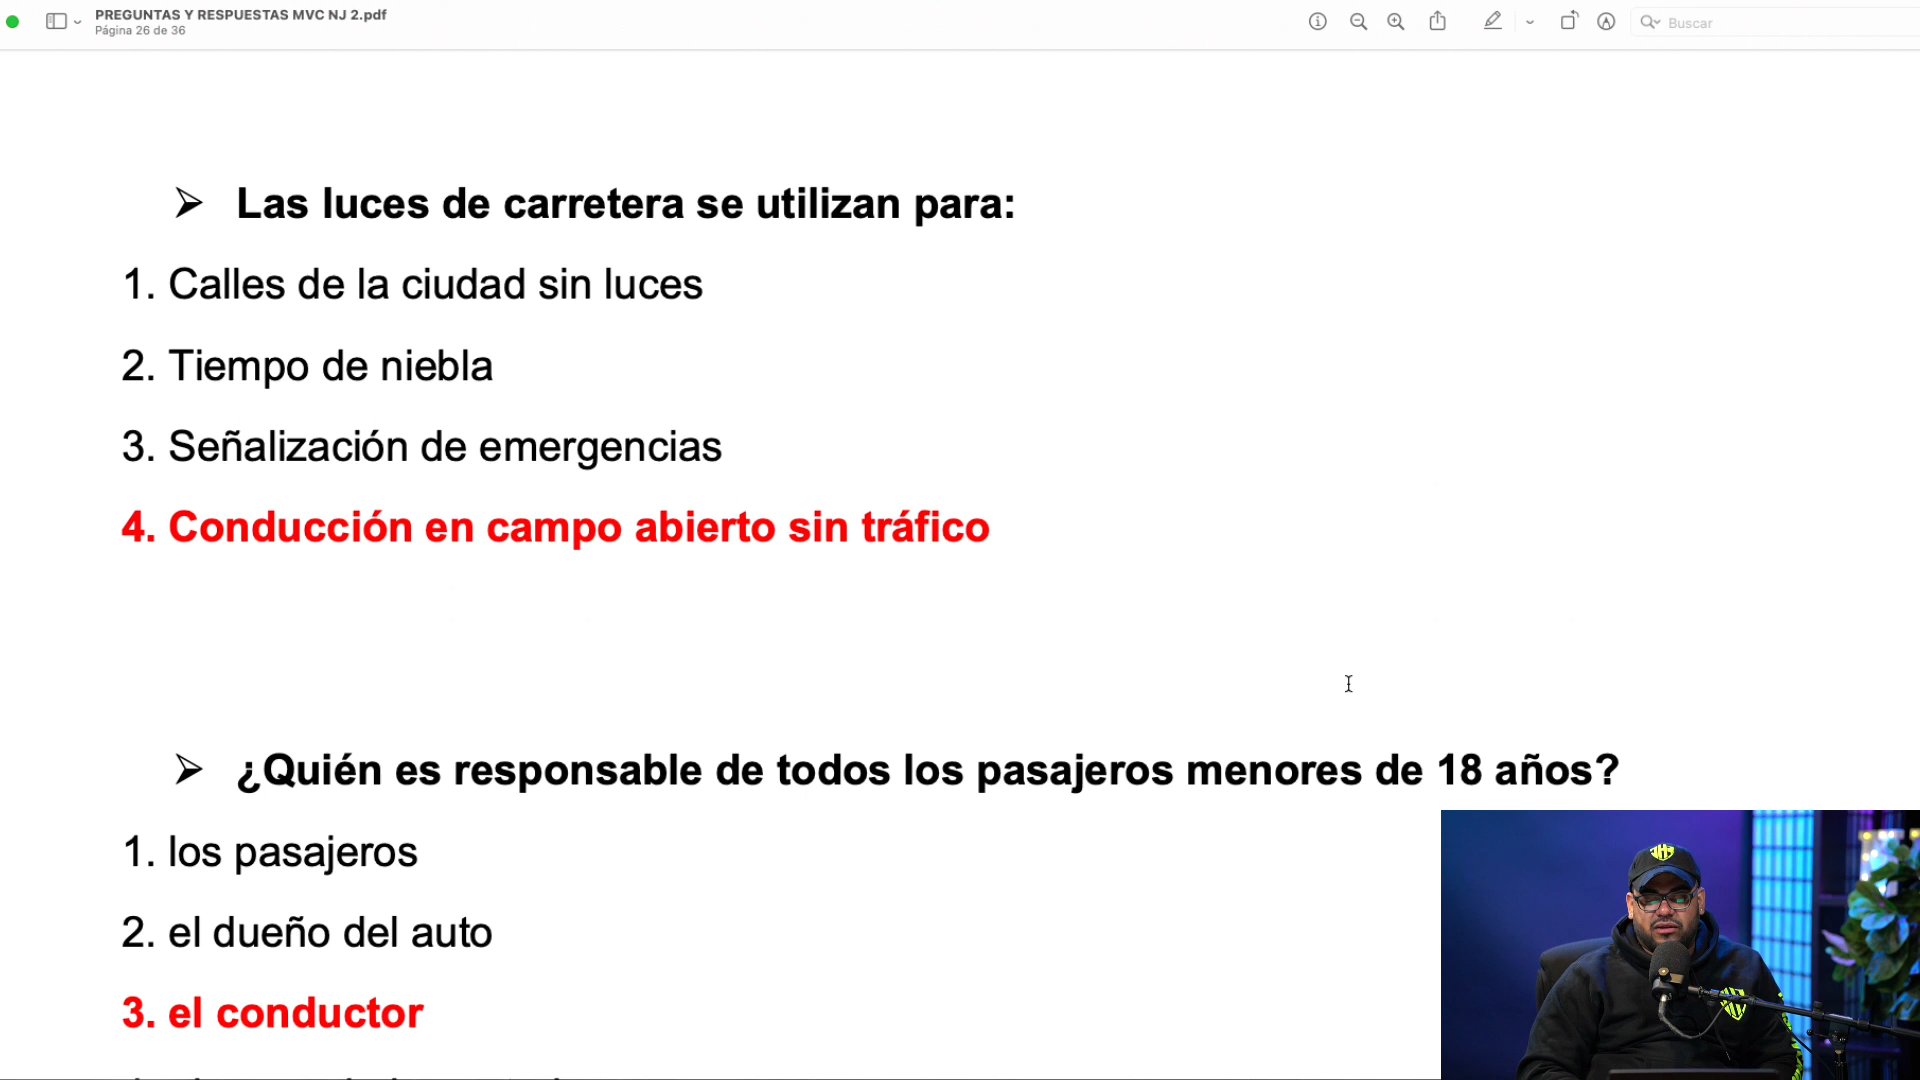 PREGUNTAS Y RESPUESTAS MVC NJ 2.pdf
Página 26 de 36
Buscar
➢ Las luces de carretera se utilizan para:
1. Calles de la ciudad sin luces
2. Tiempo de niebla
3. Señalización de emergencias
4. Conducción en campo abierto sin tráfico
➢ ¿Quién es responsable de todos los pasajeros menores de 18 años?
1. los pasajeros
2. el dueño del auto
3. el conductor